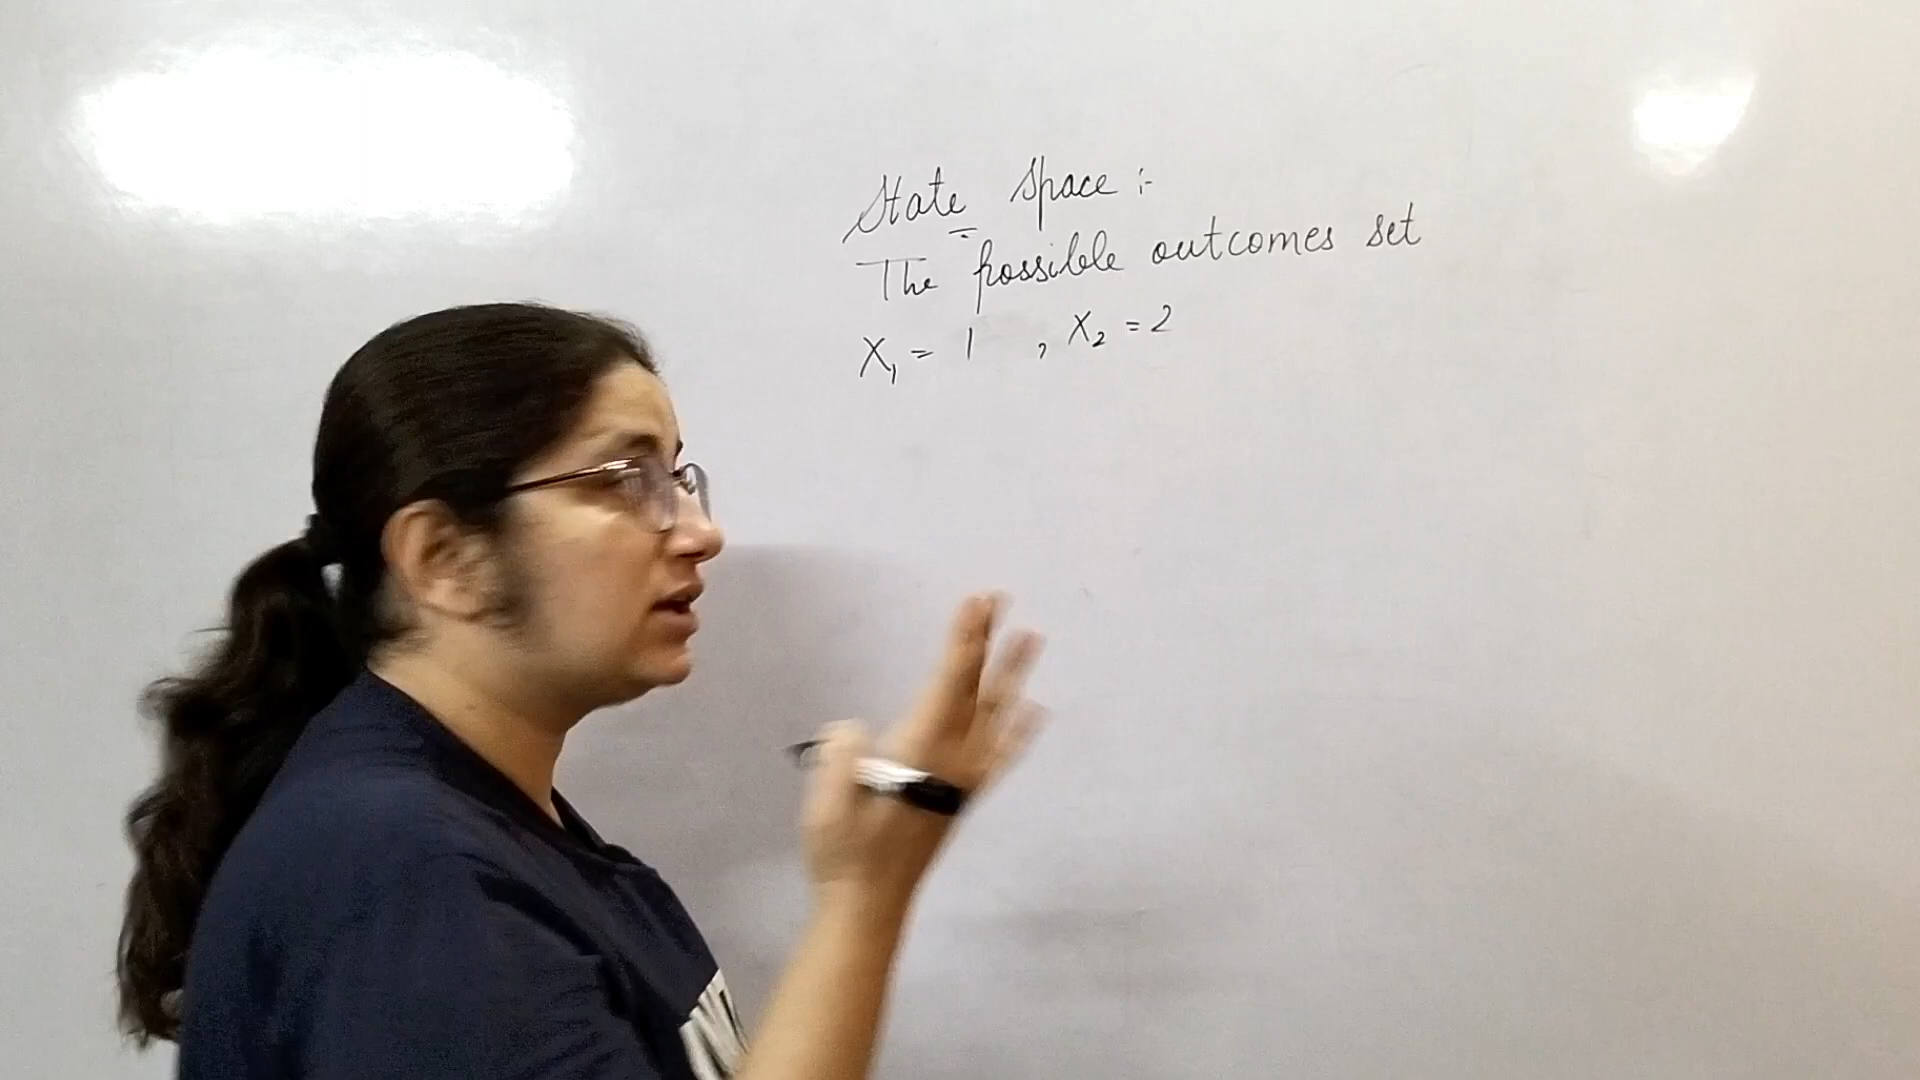 State Space :-
The possible outcomes set
X₁ = 1 , X₂ = 2